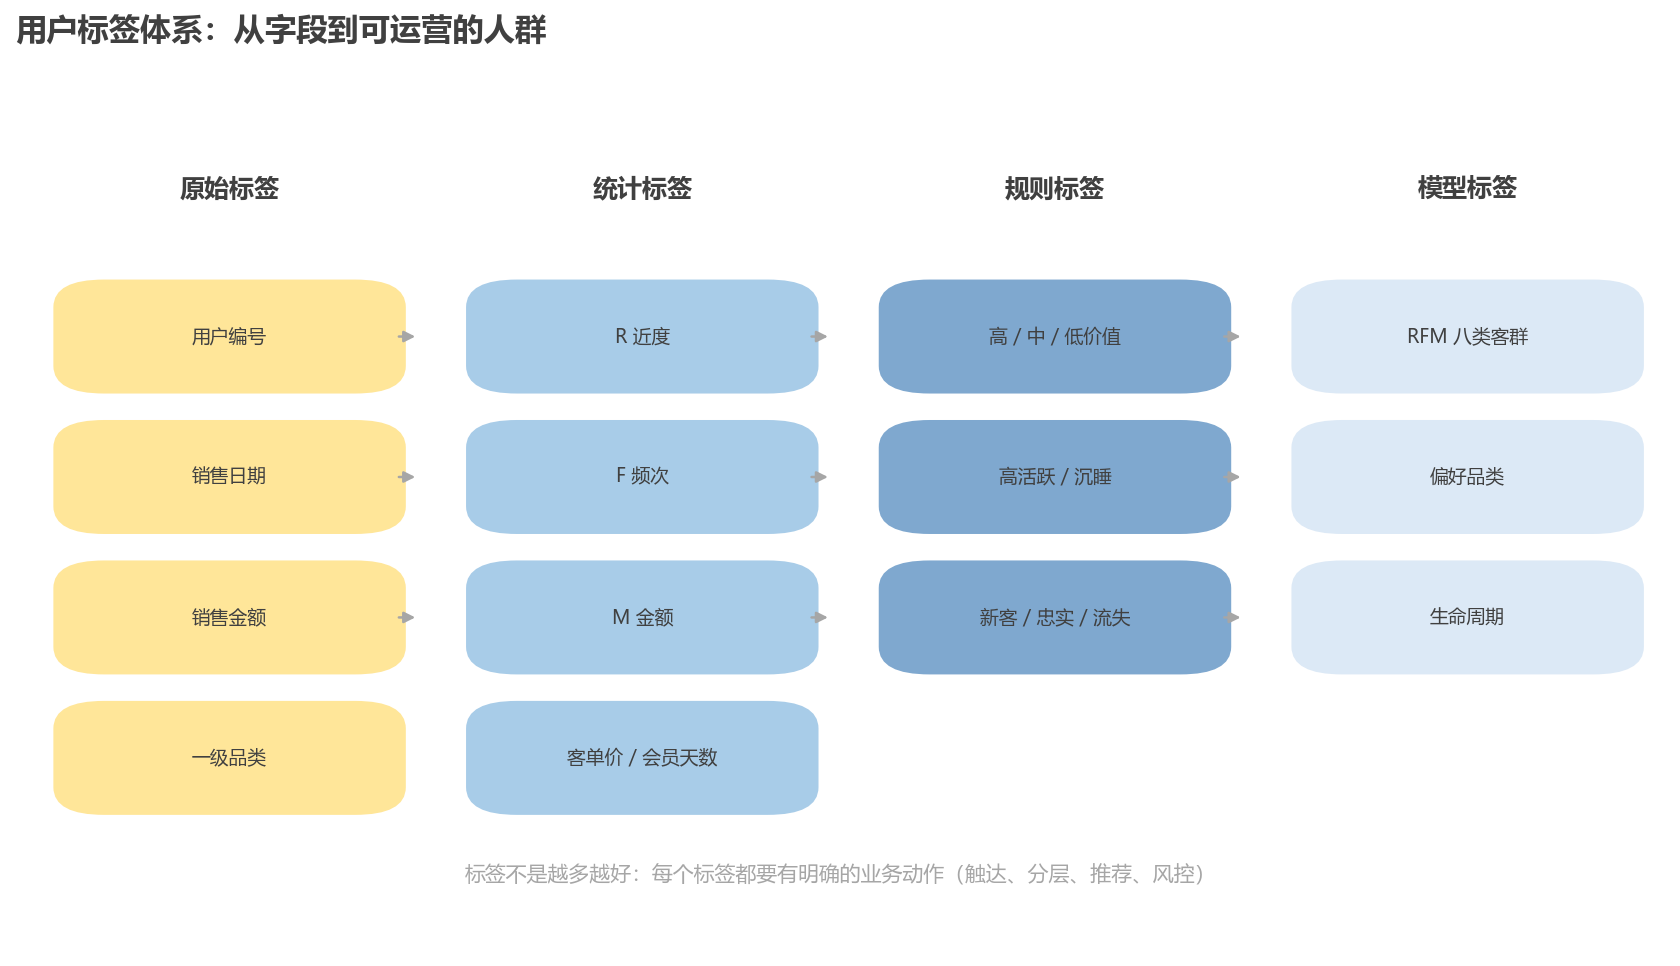 用户标签体系：从字段到可运营的人群
原始标签
统计标签
规则标签
模型标签
用户编号
R 近度
高 / 中 / 低价值
RFM 八类客群
销售日期
F 频次
高活跃 / 沉睡
偏好品类
销售金额
M 金额
新客 / 忠实 / 流失
生命周期
一级品类
客单价 / 会员天数
标签不是越多越好：每个标签都要有明确的业务动作（触达、分层、推荐、风控）